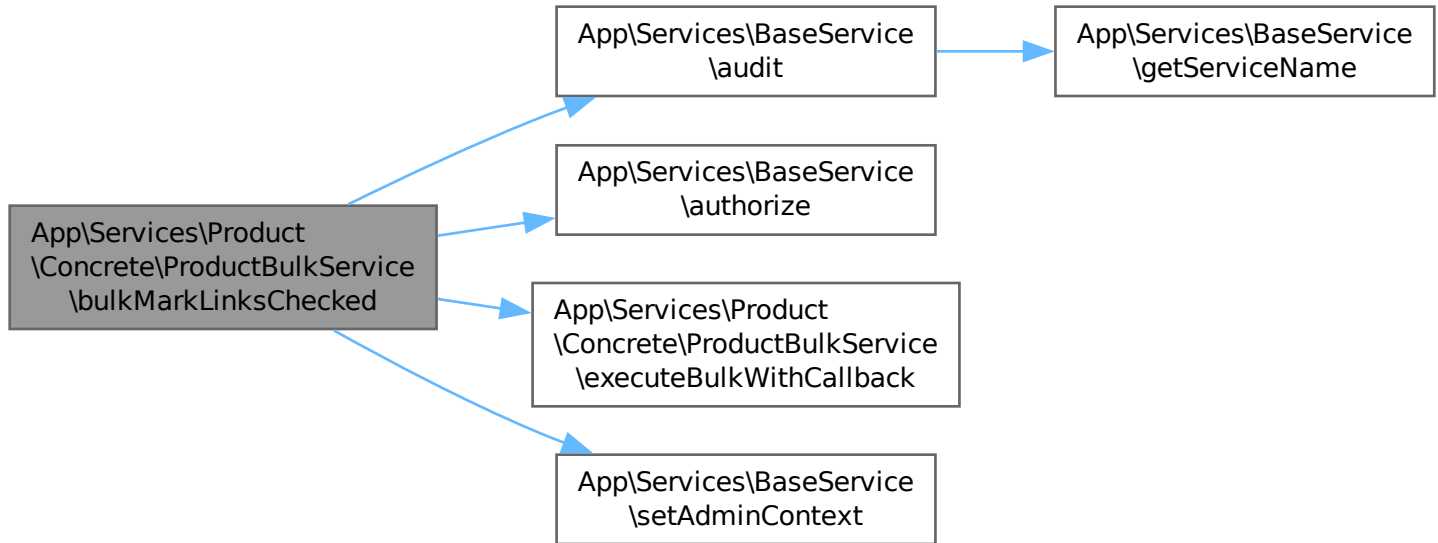 App\Services\BaseService
\audit
App\Services\BaseService
\getServiceName
App\Services\BaseService
\authorize
App\Services\Product
\Concrete\ProductBulkService
\bulkMarkLinksChecked
App\Services\Product
\Concrete\ProductBulkService
\executeBulkWithCallback
App\Services\BaseService
\setAdminContext